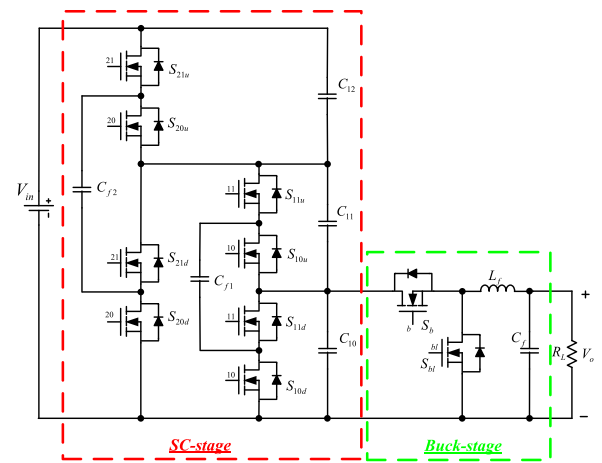 21
S21u
C12
20
S20u
Vin
+
-
Cf2
11
S11u
C11
10
S10u
21
S21d
Cf1
20
S20d
11
S11d
C10
10
S10d
b
Sb
bl
Sbl
Lf
Cf
RL
+
Vo
−
SC-stage
Buck-stage